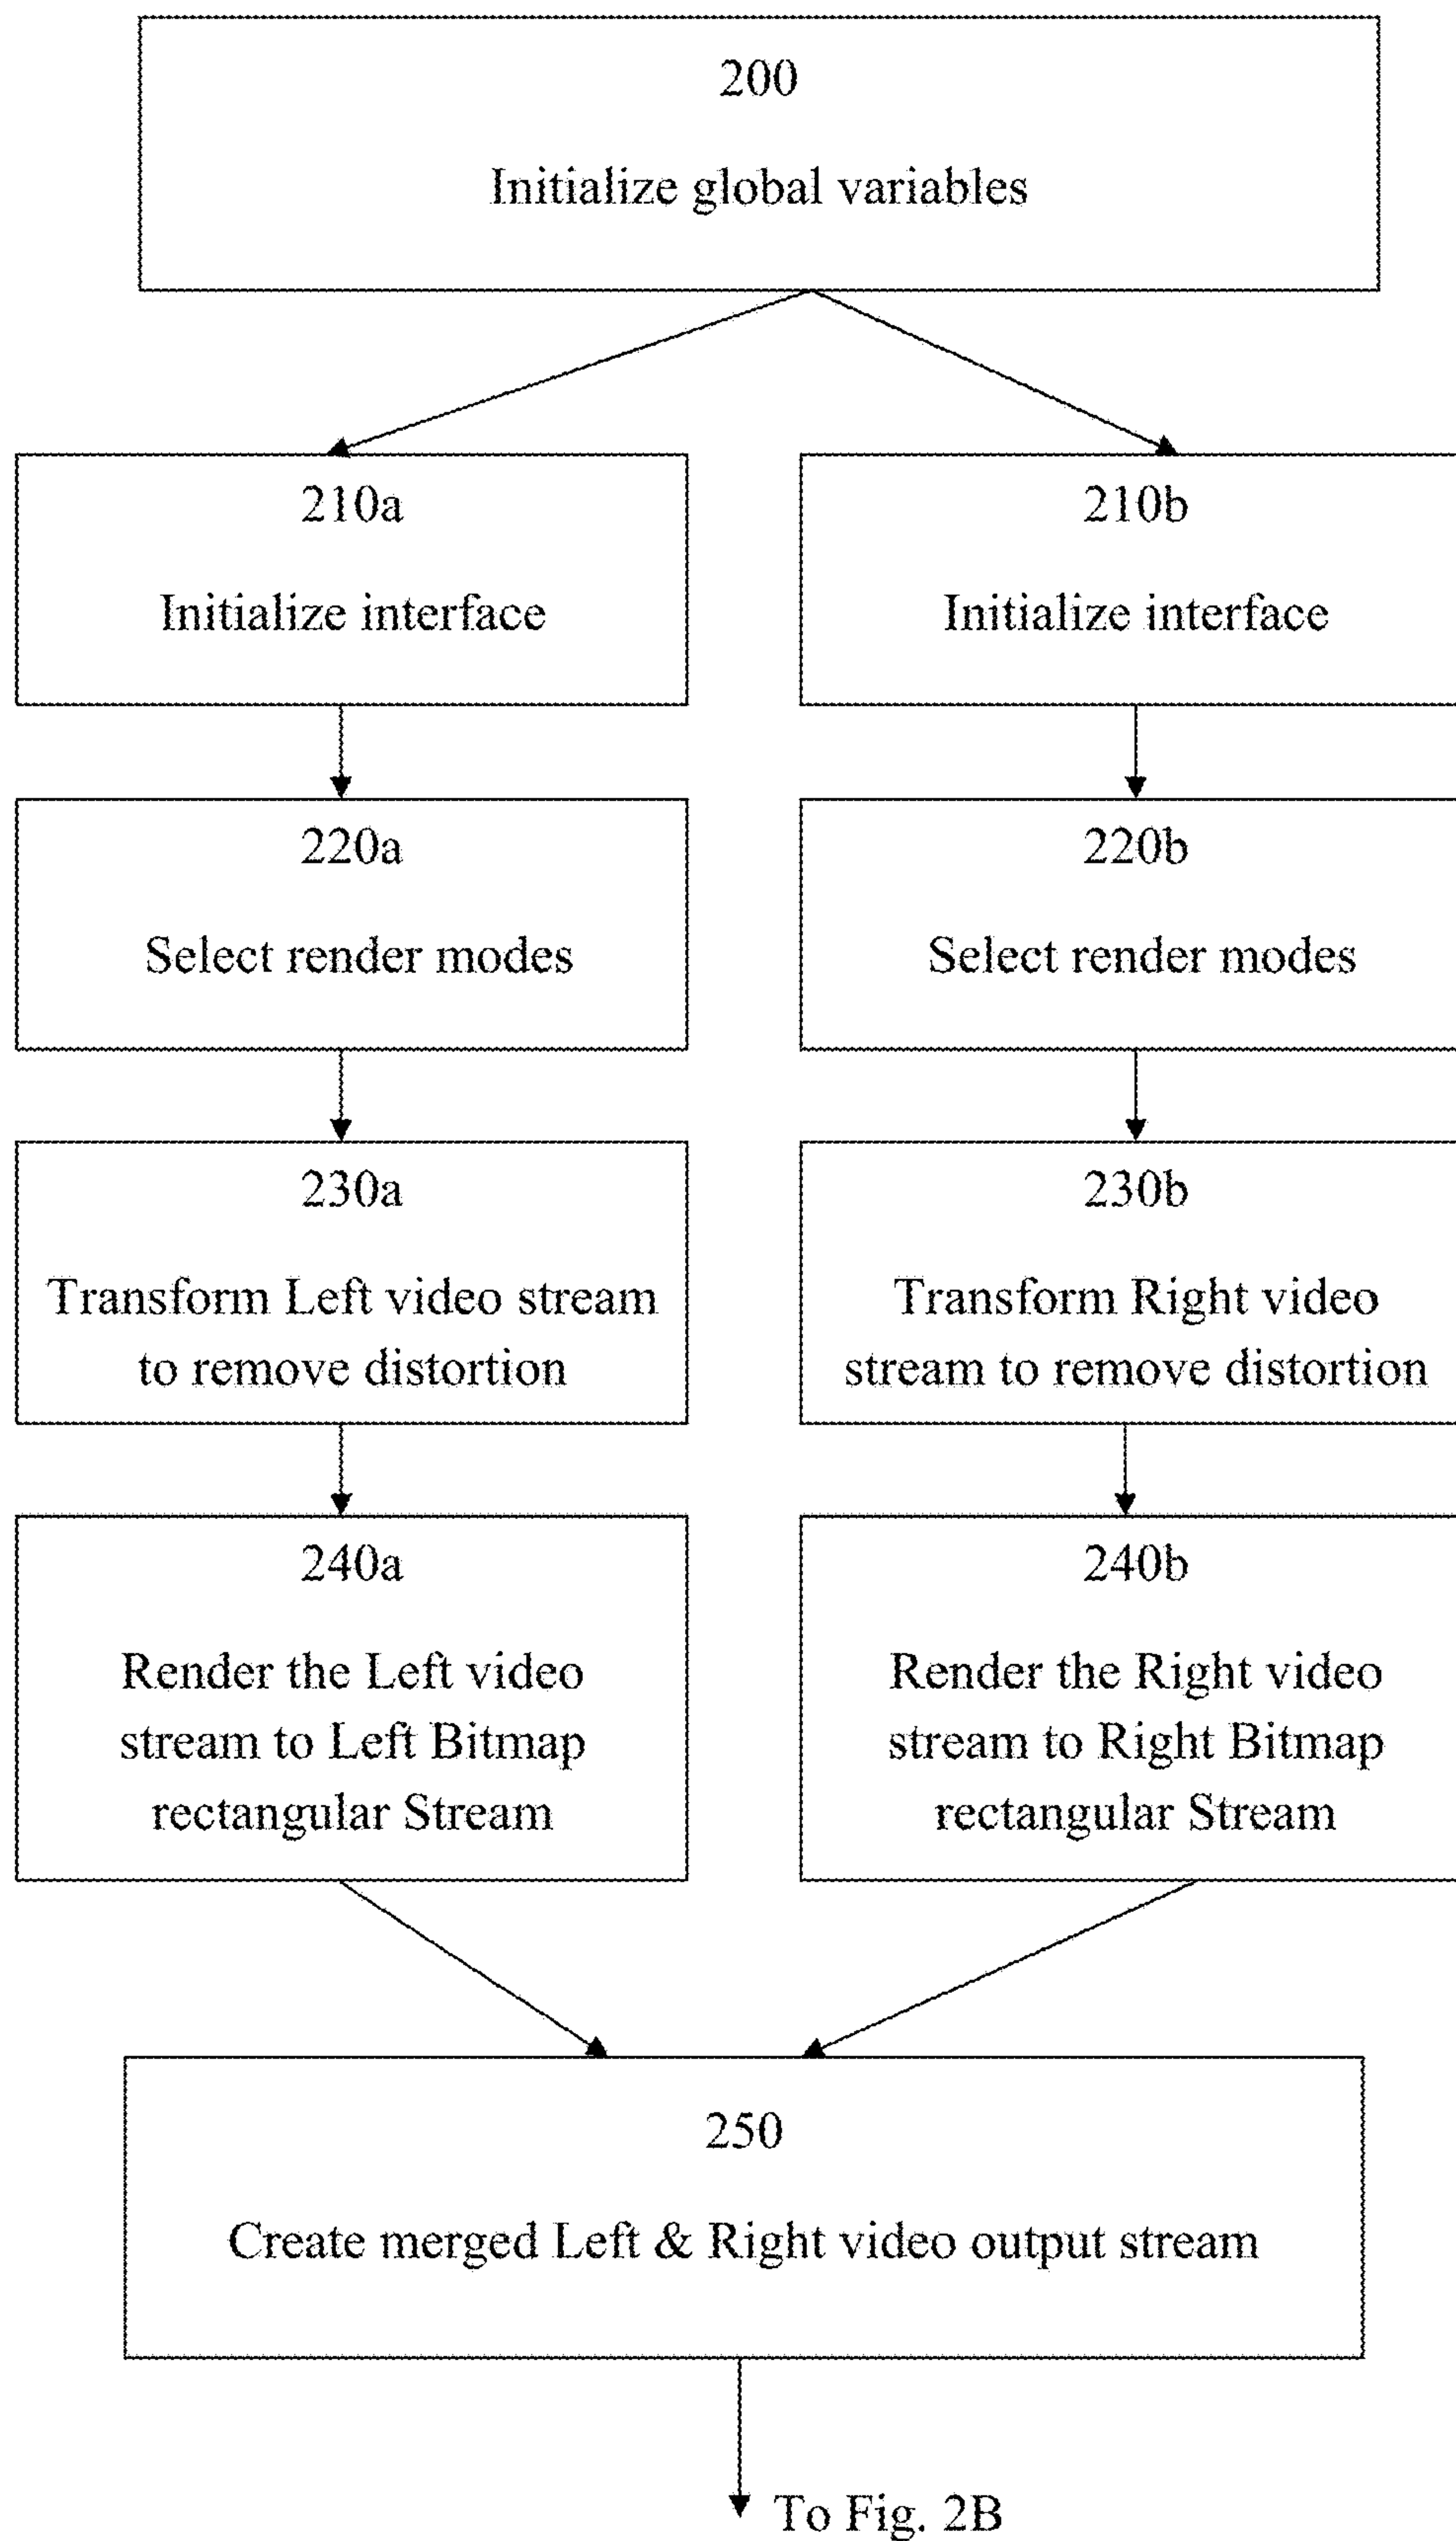 200
Initialize global variables
210a
Initialize interface
210b
Initialize interface
220a
Select render modes
220b
Select render modes
230a
Transform Left video stream
to remove distortion
230b
Transform Right video
stream to remove distortion
240a
Render the Left video
stream to Left Bitmap
rectangular Stream
240b
Render the Right video
stream to Right Bitmap
rectangular Stream
250
Create merged Left & Right video output stream
To Fig. 2B